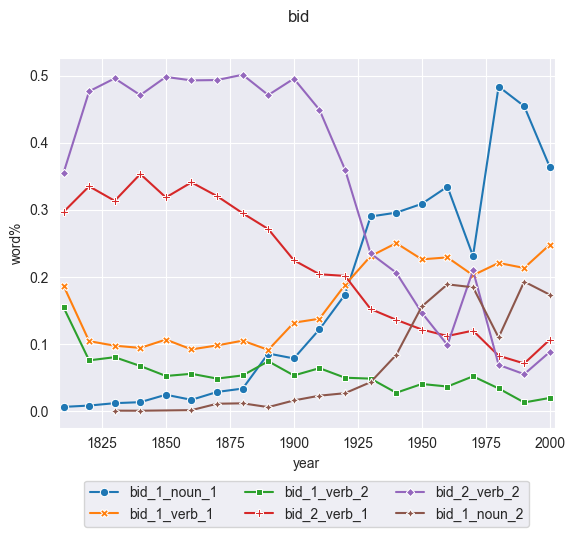 bid
0.5
0.4
0.3
0.2
0.1
0.0
word%
1825 1850 1875 1900 1925 1950 1975 2000
year
bid_1_noun_1 bid_1_verb_2 bid_2_verb_2
bid_1_verb_1 bid_2_verb_1 bid_1_noun_2